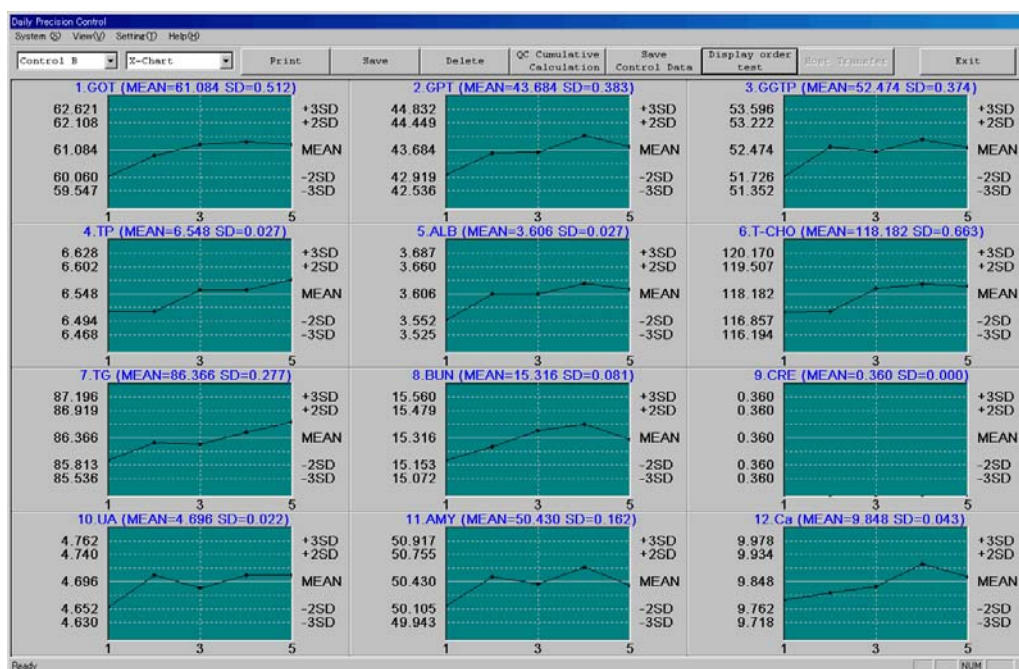 Daily Precision Control
System (S) View(V) Setting(T) Help(H)
Control B X-Chart Print Save Delete QC Cumulative Calculation Save Control Data Display order test Host Transfer Exit
1.GOT (MEAN=61.084 SD=0.512)
62.621 +3SD
62.108 +2SD
61.084 MEAN
60.060 -2SD
59.547 -3SD
1 3 5
2.GPT (MEAN=43.684 SD=0.383)
44.832 +3SD
44.449 +2SD
43.684 MEAN
42.919 -2SD
42.536 -3SD
1 3 5
3.GGTP (MEAN=52.474 SD=0.374)
53.596 +3SD
53.222 +2SD
52.474 MEAN
51.726 -2SD
51.352 -3SD
1 3 5
4.TP (MEAN=6.548 SD=0.027)
6.628 +3SD
6.602 +2SD
6.548 MEAN
6.494 -2SD
6.468 -3SD
1 3 5
5.ALB (MEAN=3.606 SD=0.027)
3.687 +3SD
3.660 +2SD
3.606 MEAN
3.552 -2SD
3.525 -3SD
1 3 5
6.T-CHO (MEAN=118.182 SD=0.663)
120.170 +3SD
119.507 +2SD
118.182 MEAN
116.857 -2SD
116.194 -3SD
1 3 5
7.TG (MEAN=86.366 SD=0.277)
87.196 +3SD
86.919 +2SD
86.366 MEAN
85.813 -2SD
85.536 -3SD
1 3 5
8.BUN (MEAN=15.316 SD=0.081)
15.560 +3SD
15.479 +2SD
15.316 MEAN
15.153 -2SD
15.072 -3SD
1 3 5
9.CRE (MEAN=0.360 SD=0.000)
0.360 +3SD
0.360 +2SD
0.360 MEAN
0.360 -2SD
0.360 -3SD
1 3 5
10.UA (MEAN=4.696 SD=0.022)
4.762 +3SD
4.740 +2SD
4.696 MEAN
4.652 -2SD
4.630 -3SD
1 3 5
11.AMY (MEAN=50.430 SD=0.162)
50.917 +3SD
50.755 +2SD
50.430 MEAN
50.105 -2SD
49.943 -3SD
1 3 5
12.Ca (MEAN=9.848 SD=0.043)
9.978 +3SD
9.934 +2SD
9.848 MEAN
9.762 -2SD
9.718 -3SD
1 3 5
Ready NUM